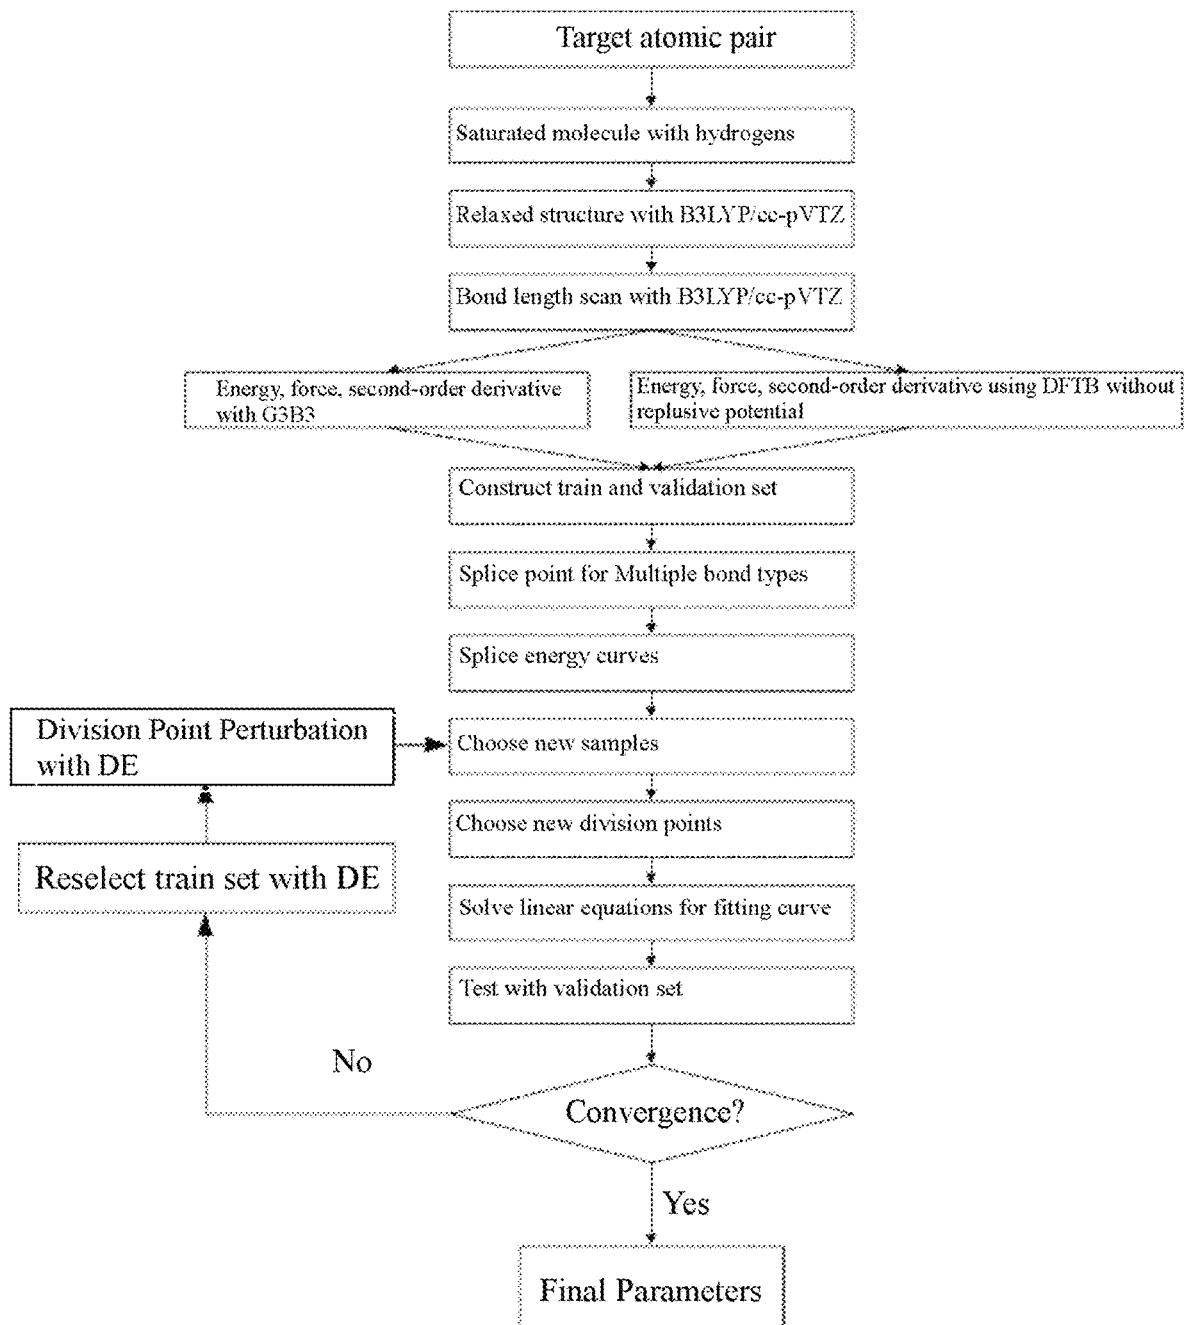 Target atomic pair
Saturated molecule with hydrogens
Relaxed structure with B3LYP/cc-pVTZ
Bond length scan with B3LYP/cc-pVTZ
Energy, force, second-order derivative
with G3B3
Energy, force, second-order derivative using DFTB without
replusive potential
Construct train and validation set
Splice point for Multiple bond types
Splice energy curves
Division Point Perturbation
with DE
Choose new samples
Choose new division points
Reselect train set with DE
Solve linear equations for fitting curve
Test with validation set
No
Convergence?
Yes
Final Parameters